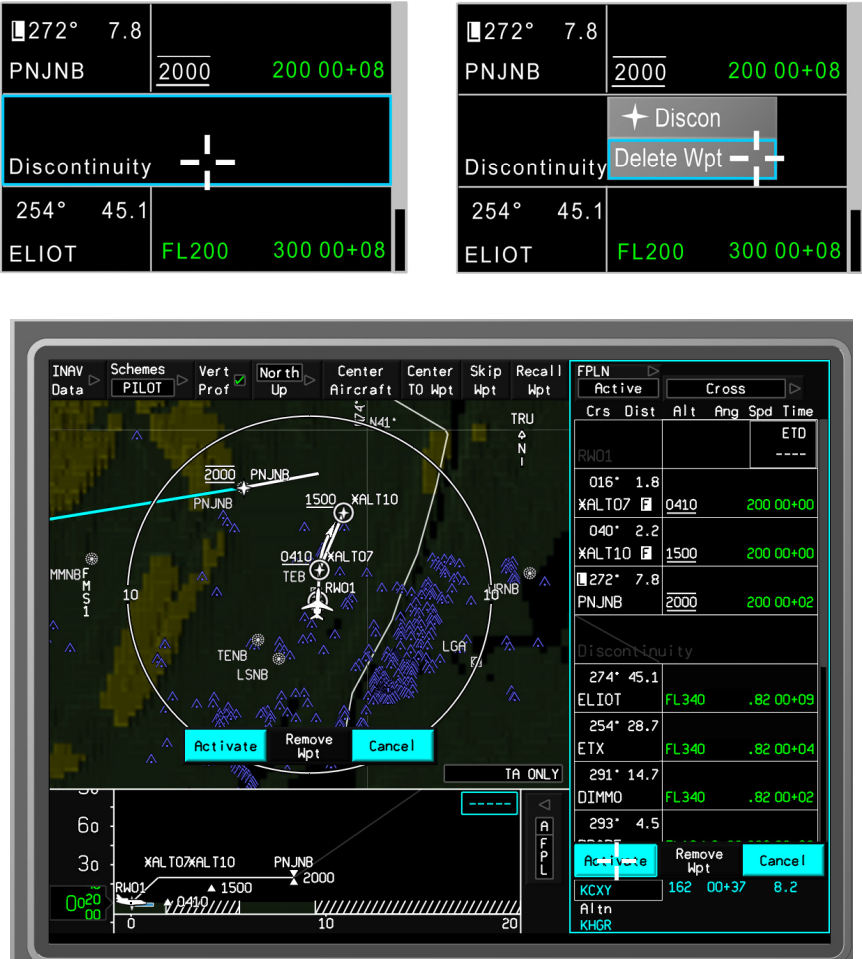 L 272° 7.8
PNJNB 2000 200 00+08
Discontinuity
254° 45.1
ELIOT FL200 300 00+08
L 272° 7.8
PNJNB 2000 200 00+08
Discon
Discontinuity Delete Wpt
254° 45.1
ELIOT FL200 300 00+08
INAV Data
Schemes PILOT
Vert Prof
North Up
Center Aircraft
Center TO Wpt
Skip Wpt
Recall Wpt
W74°
N41°
TRU
N
2000 PNJNB
PNJNB
1500 ӾALT10
0410 ӾALT07
TEB
RW01
MMNB
FMS1
10
10
TENB
LSNB
LGA
Activate
Remove Wpt
Cancel
TA ONLY
FPLN
Active Cross
Crs Dist Alt Ang Spd Time
ETD
RW01 ----
016° 1.8
ӾALT07 F 0410 200 00+00
040° 2.2
ӾALT10 F 1500 200 00+00
L 272° 7.8
PNJNB 2000 200 00+02
Discontinuity
274° 45.1
ELIOT FL340 .82 00+09
254° 28.7
ETX FL340 .82 00+04
291° 14.7
DIMMO FL340 .82 00+02
293° 4.5
Activate
Remove Wpt
Cancel
KCXY 162 00+37 8.2
Altn
KHGR
-----
60
30
ӾALT07 ӾALT10 PNJNB
2000
1500
RW01
0410
0 10 20
AFPL